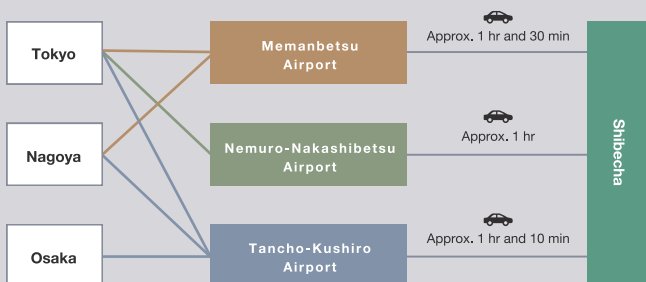 Tokyo
Nagoya
Osaka
Memanbetsu
Airport
Nemuro-Nakashibetsu
Airport
Tancho-Kushiro
Airport
Approx. 1 hr and 30 min
Approx. 1 hr
Approx. 1 hr and 10 min
Shibecha